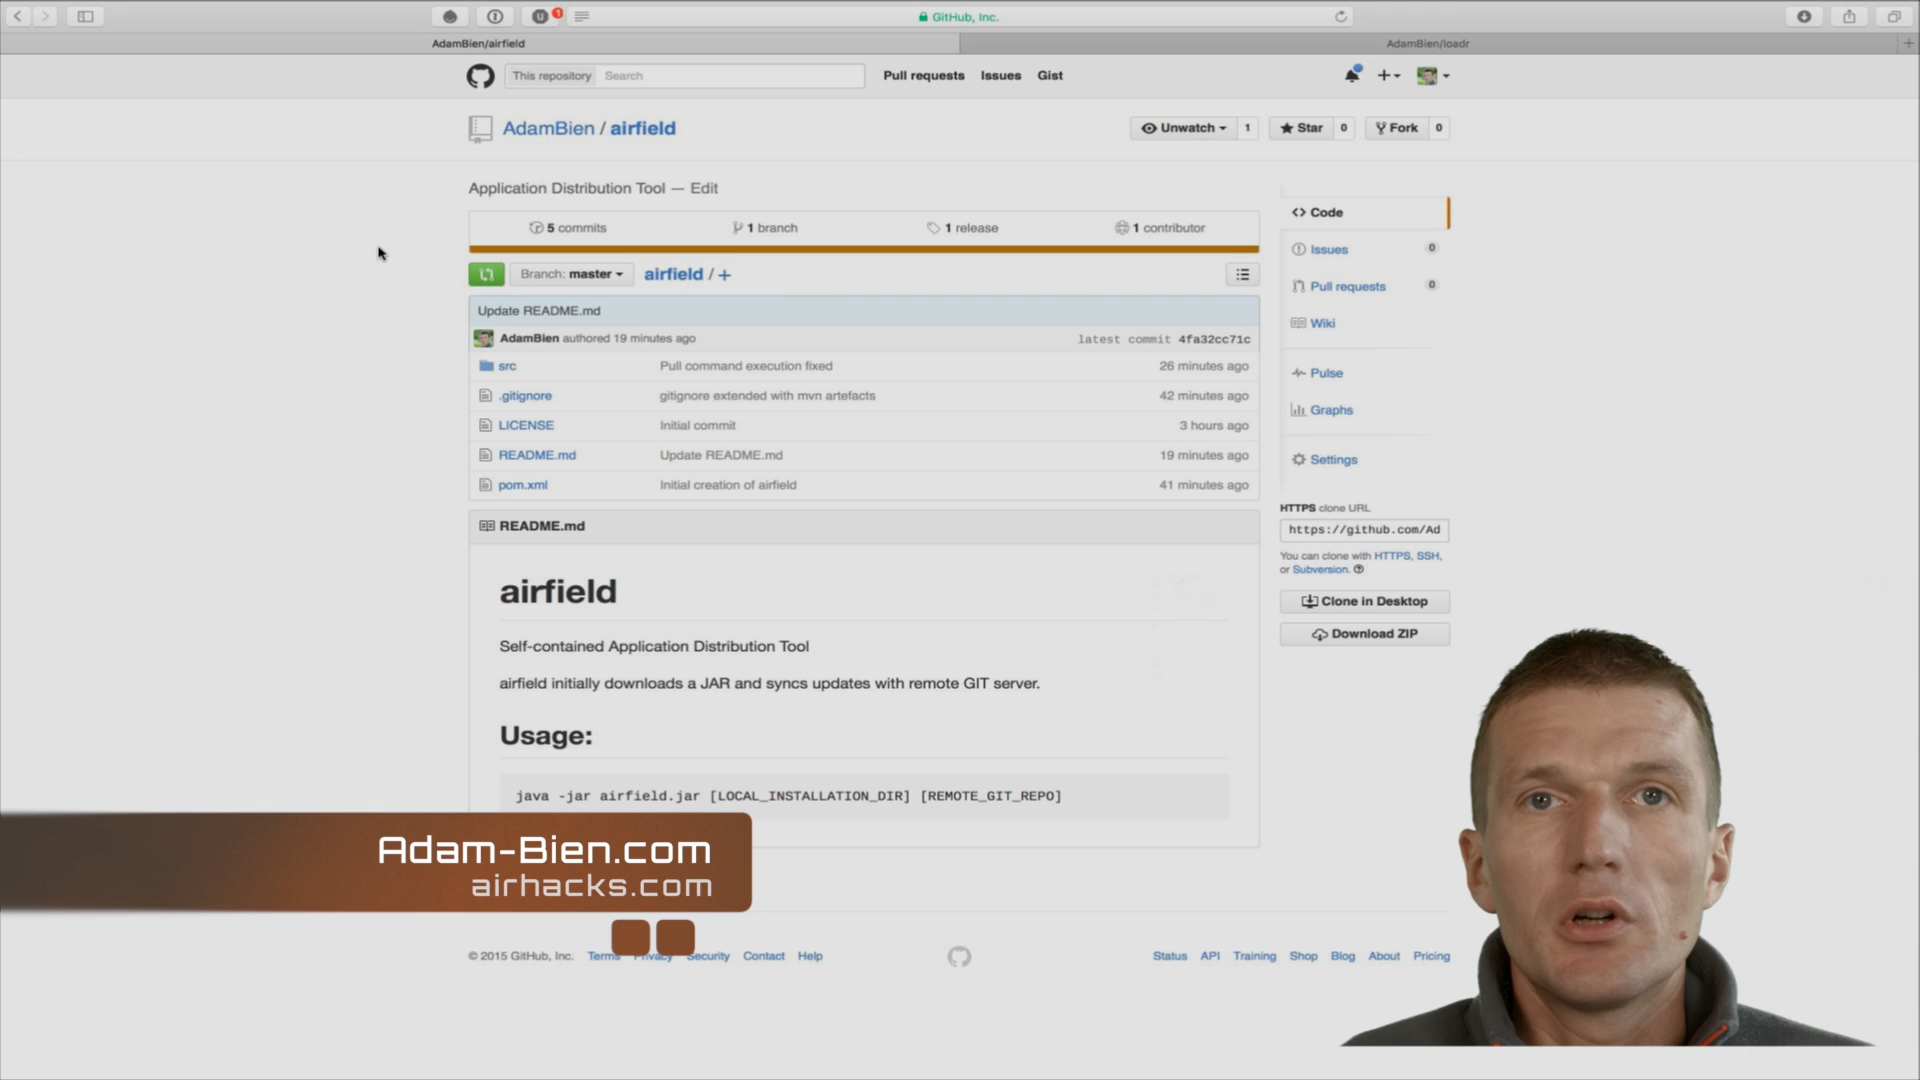 GitHub, Inc.
AdamBien/airfield
AdamBien/loadr
This repository Search
Pull requests Issues Gist
AdamBien / airfield
Unwatch 1 Star 0 Fork 0
Application Distribution Tool — Edit
5 commits 1 branch 1 release 1 contributor
Branch: master airfield / +
Update README.md
AdamBien authored 19 minutes ago latest commit 4fa32cc71c
src Pull command execution fixed 26 minutes ago
.gitignore gitignore extended with mvn artefacts 42 minutes ago
LICENSE Initial commit 3 hours ago
README.md Update README.md 19 minutes ago
pom.xml Initial creation of airfield 41 minutes ago
README.md
airfield
Self-contained Application Distribution Tool
airfield initially downloads a JAR and syncs updates with remote GIT server.
Usage:
java -jar airfield.jar [LOCAL_INSTALLATION_DIR] [REMOTE_GIT_REPO]
Code
Issues 0
Pull requests 0
Wiki
Pulse
Graphs
Settings
HTTPS clone URL
https://github.com/Ad
You can clone with HTTPS, SSH,
or Subversion.
Clone in Desktop
Download ZIP
Adam-Bien.com
airhacks.com
© 2015 GitHub, Inc. Terms Privacy Security Contact Help
Status API Training Shop Blog About Pricing